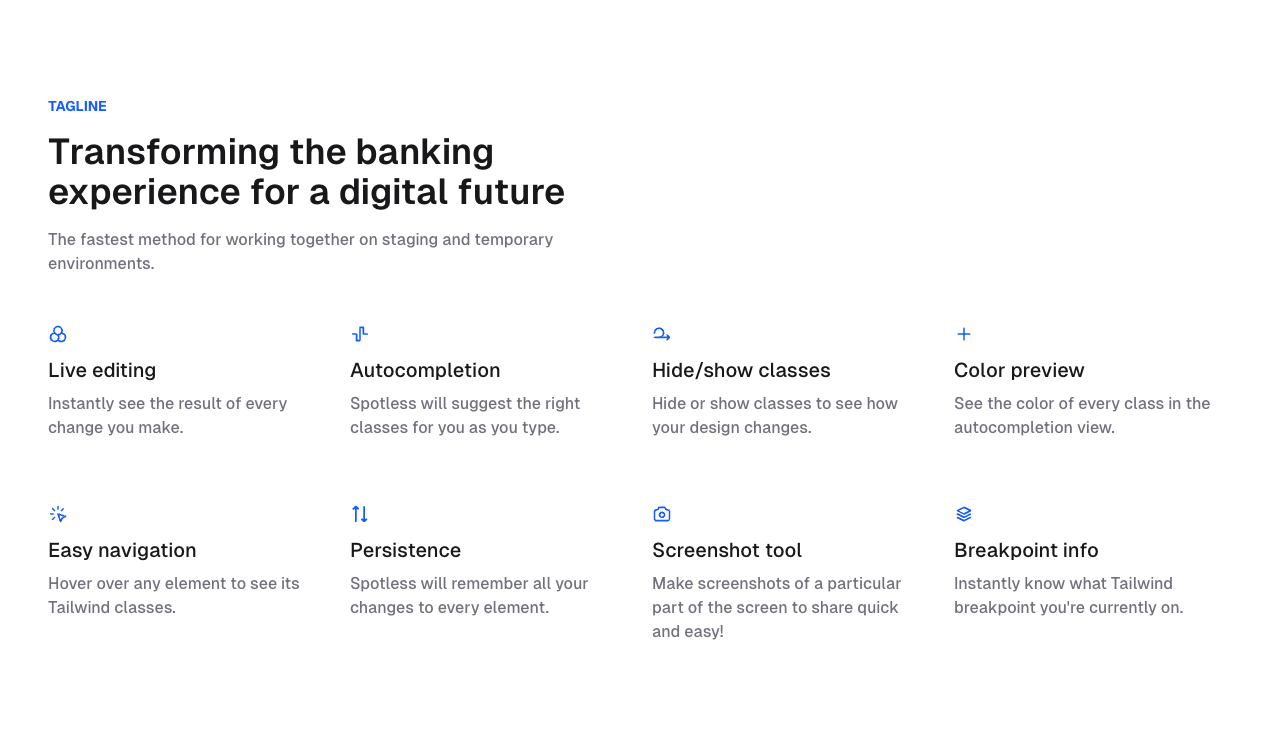 TAGLINE
Transforming the banking
experience for a digital future
The fastest method for working together on staging and temporary
environments.
Live editing
Instantly see the result of every
change you make.
Autocompletion
Spotless will suggest the right
classes for you as you type.
Hide/show classes
Hide or show classes to see how
your design changes.
Color preview
See the color of every class in the
autocompletion view.
Easy navigation
Hover over any element to see its
Tailwind classes.
Persistence
Spotless will remember all your
changes to every element.
Screenshot tool
Make screenshots of a particular
part of the screen to share quick
and easy!
Breakpoint info
Instantly know what Tailwind
breakpoint you're currently on.